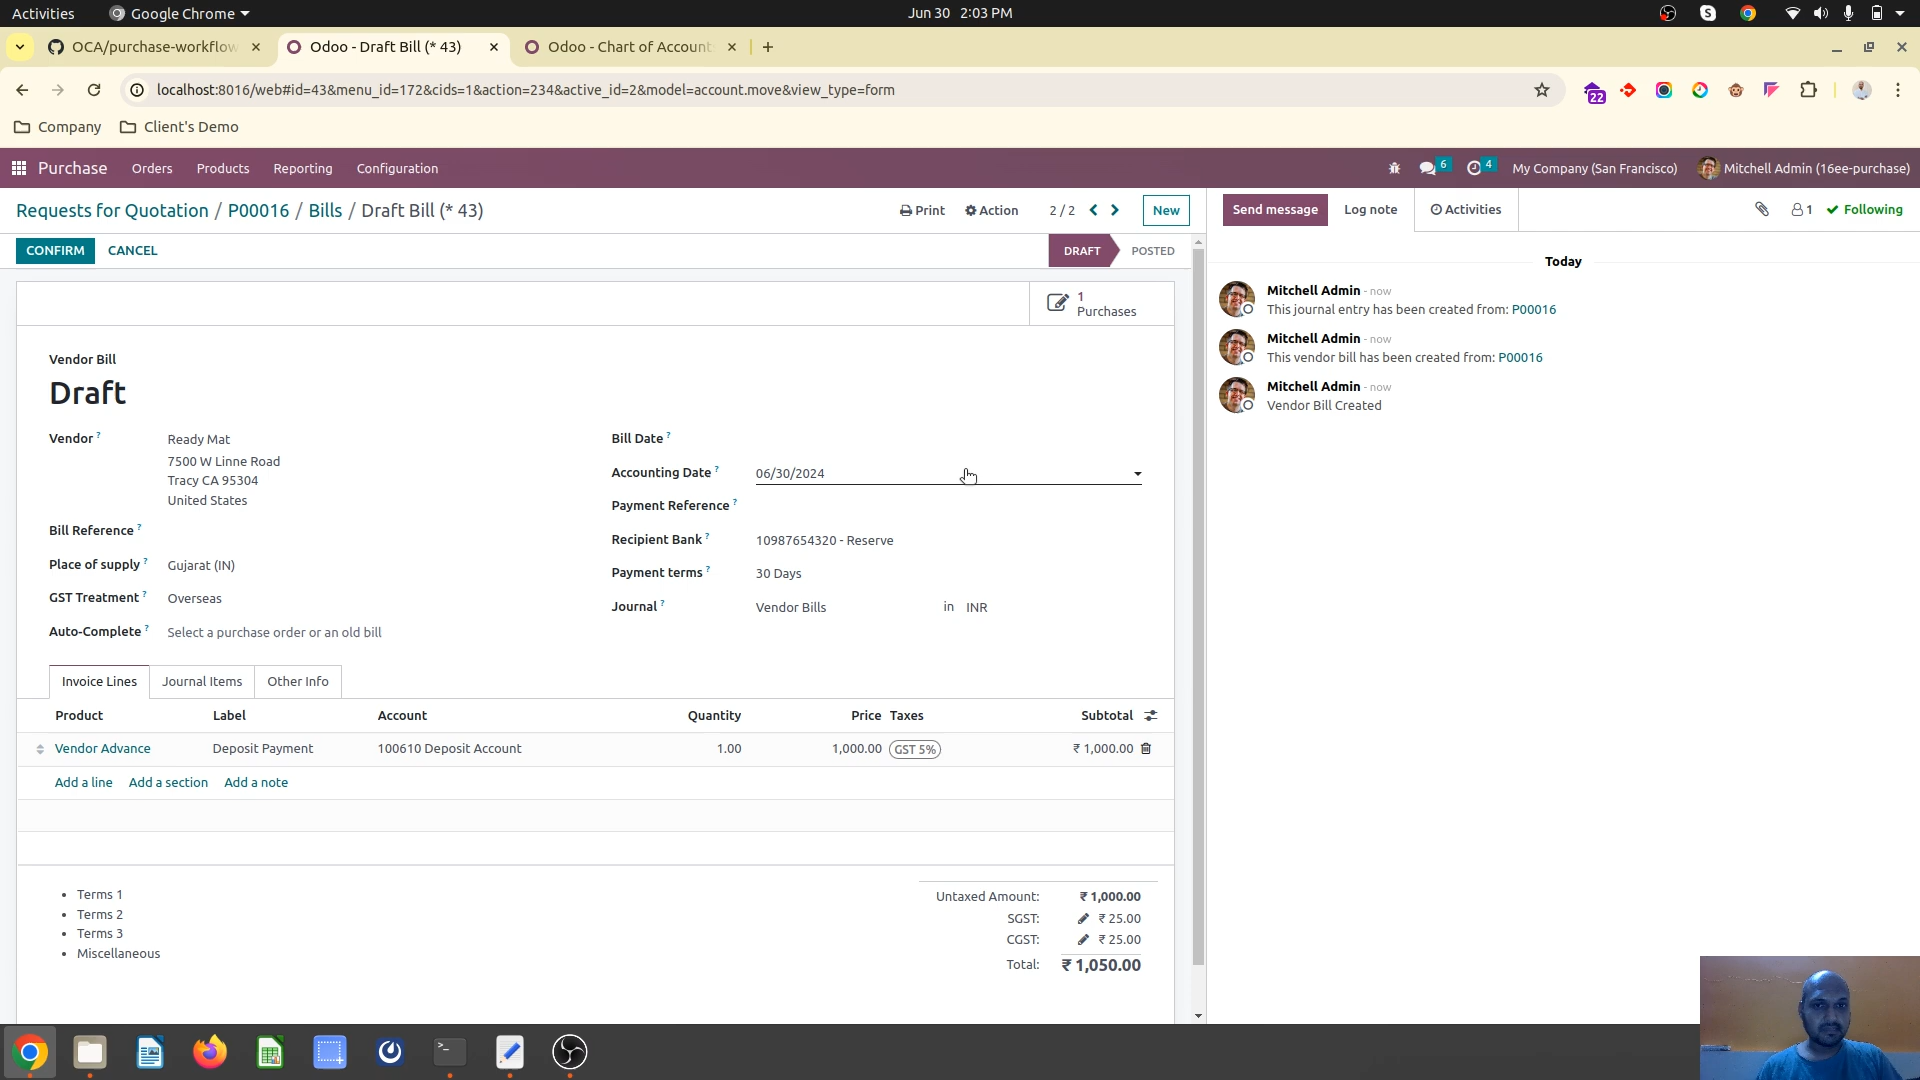 Activities Google Chrome Jun 30 2:03 PM
OCA/purchase-workflow Odoo - Draft Bill (* 43) Odoo - Chart of Account
localhost:8016/web#id=43&menu_id=172&cids=1&action=234&active_id=2&model=account.move&view_type=form 22
Company Client's Demo
Purchase Orders Products Reporting Configuration 6 4 My Company (San Francisco) Mitchell Admin (16ee-purchase)
Requests for Quotation / P00016 / Bills / Draft Bill (* 43) Print Action 2 / 2 New Send message Log note Activities 1 Following
CONFIRM CANCEL DRAFT POSTED
Today
1
Purchases
Mitchell Admin - now
This journal entry has been created from: P00016
Mitchell Admin - now
This vendor bill has been created from: P00016
Mitchell Admin - now
Vendor Bill Created
Vendor Bill
Draft
Vendor ? Ready Mat
7500 W Linne Road
Tracy CA 95304
United States
Bill Reference ?
Place of supply ? Gujarat (IN)
GST Treatment ? Overseas
Auto-Complete ? Select a purchase order or an old bill
Bill Date ?
Accounting Date ? 06/30/2024
Payment Reference ?
Recipient Bank ? 10987654320 - Reserve
Payment terms ? 30 Days
Journal ? Vendor Bills in INR
Invoice Lines Journal Items Other Info
Product Label Account Quantity Price Taxes Subtotal
Vendor Advance Deposit Payment 100610 Deposit Account 1.00 1,000.00 GST 5% ₹ 1,000.00
Add a line Add a section Add a note
• Terms 1
• Terms 2
• Terms 3
• Miscellaneous
Untaxed Amount: ₹ 1,000.00
SGST: ₹ 25.00
CGST: ₹ 25.00
Total: ₹ 1,050.00